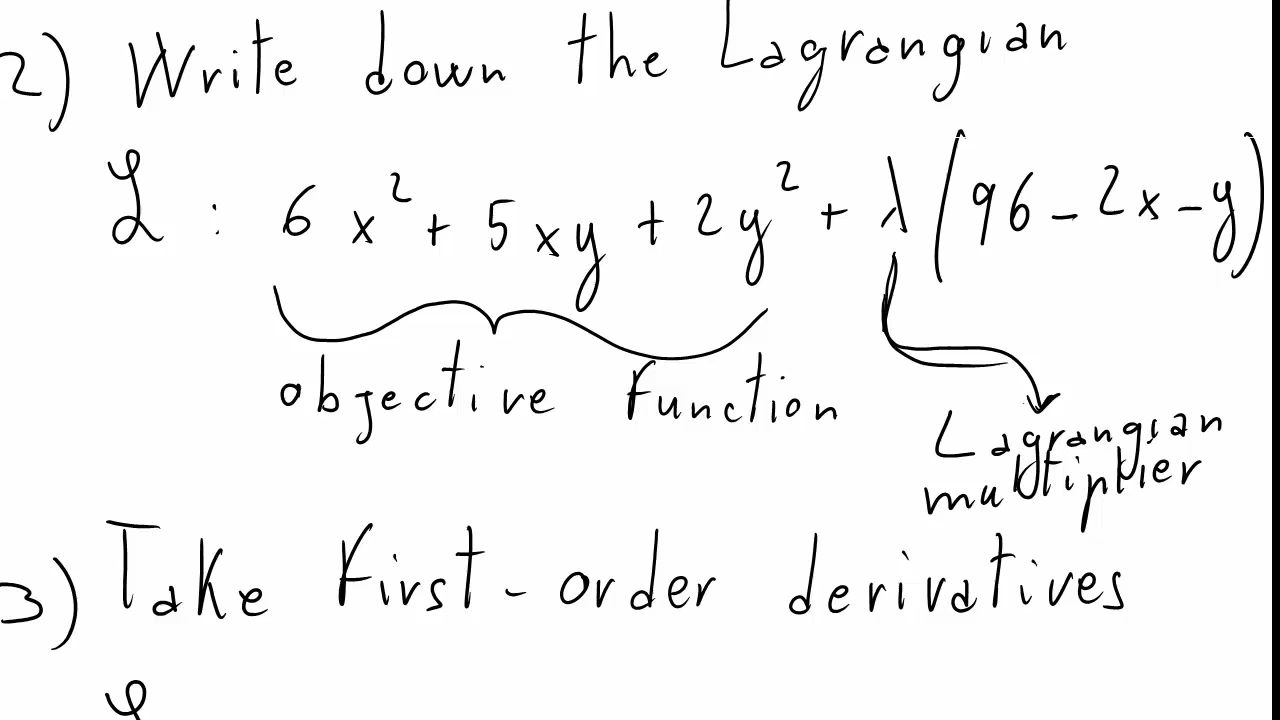 2) Write down the Lagrangian
ℒ : 6x² + 5xy + 2y² + λ(96 - 2x - y)
objective function
Lagrangian
multiplier
3) Take first-order derivatives
ℒ